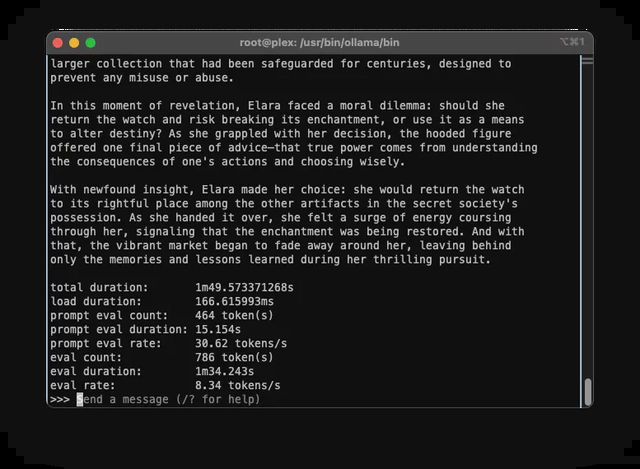 root@plex: /usr/bin/ollama/bin
⌥⌘1
larger collection that had been safeguarded for centuries, designed to
prevent any misuse or abuse.
In this moment of revelation, Elara faced a moral dilemma: should she
return the watch and risk breaking its enchantment, or use it as a means
to alter destiny? As she grappled with her decision, the hooded figure
offered one final piece of advice—that true power comes from understanding
the consequences of one's actions and choosing wisely.
With newfound insight, Elara made her choice: she would return the watch
to its rightful place among the other artifacts in the secret society's
possession. As she handed it over, she felt a surge of energy coursing
through her, signaling that the enchantment was being restored. And with
that, the vibrant market began to fade away around her, leaving behind
only the memories and lessons learned during her thrilling pursuit.
total duration: 1m49.573371268s
load duration: 166.615993ms
prompt eval count: 464 token(s)
prompt eval duration: 15.154s
prompt eval rate: 30.62 tokens/s
eval count: 786 token(s)
eval duration: 1m34.243s
eval rate: 8.34 tokens/s
>>> Send a message (/? for help)